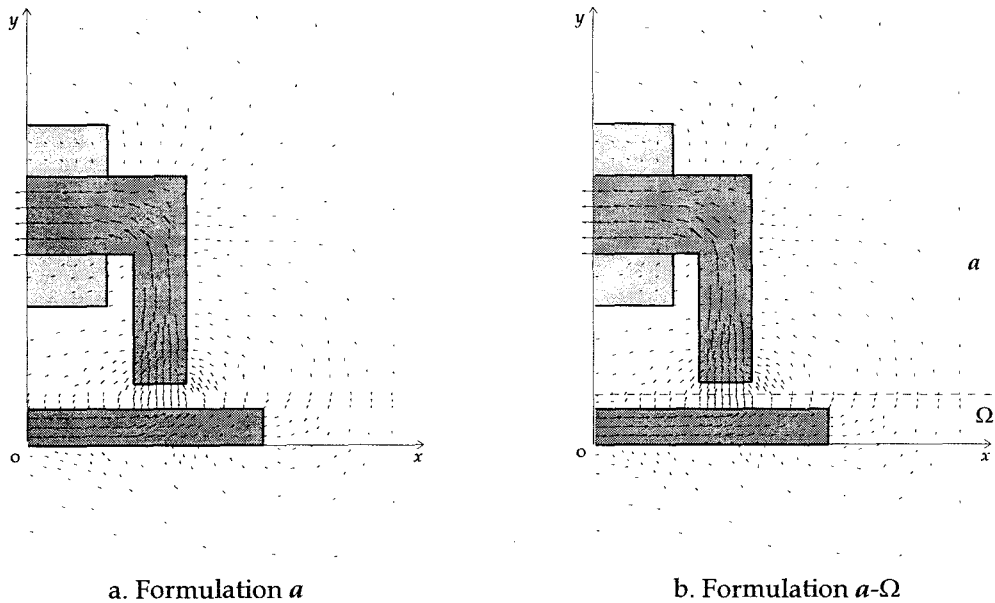 y
y
a
Ω
o
x
o
x
a. Formulation a
b. Formulation a-Ω